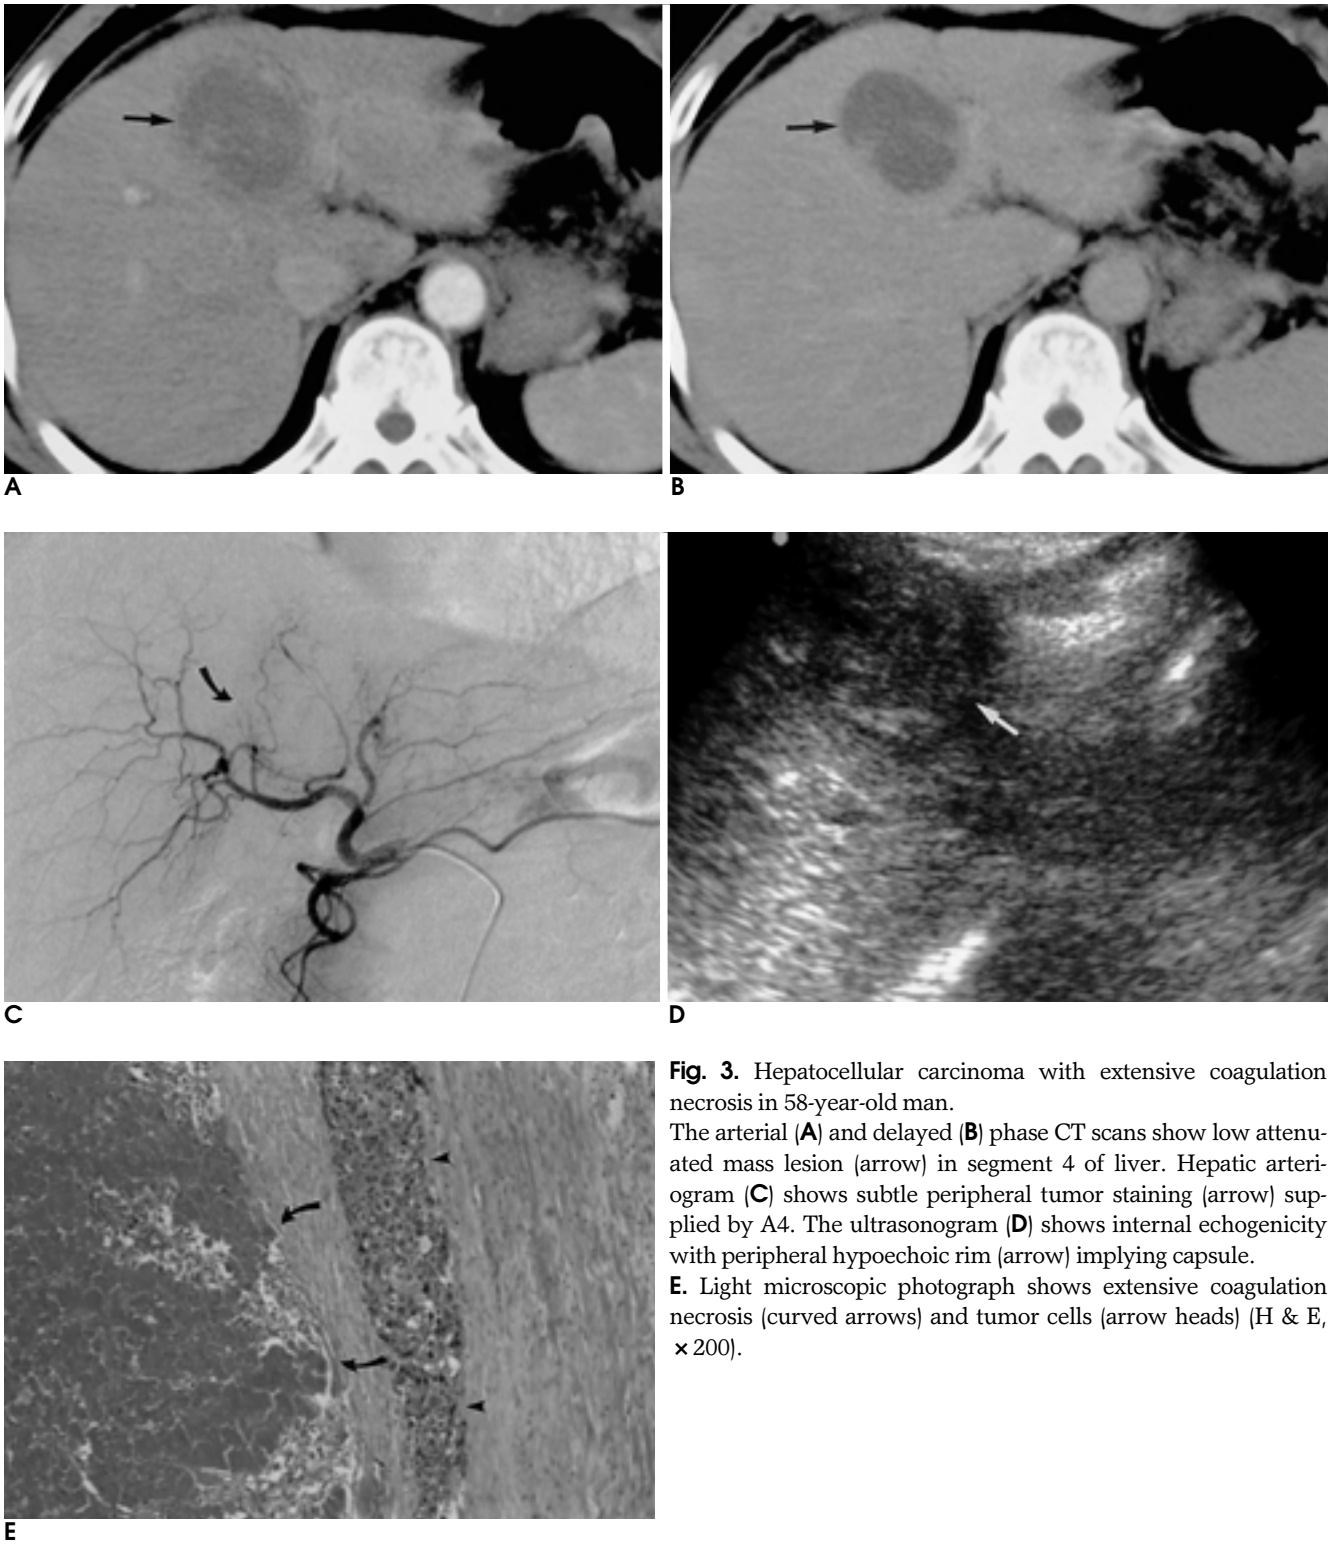 A
B
C
D
E
Fig. 3. Hepatocellular carcinoma with extensive coagulation
necrosis in 58-year-old man.
The arterial (A) and delayed (B) phase CT scans show low attenu-
ated mass lesion (arrow) in segment 4 of liver. Hepatic arteri-
ogram (C) shows subtle peripheral tumor staining (arrow) sup-
plied by A4. The ultrasonogram (D) shows internal echogenicity
with peripheral hypoechoic rim (arrow) implying capsule.
E. Light microscopic photograph shows extensive coagulation
necrosis (curved arrows) and tumor cells (arrow heads) (H & E,
×200).